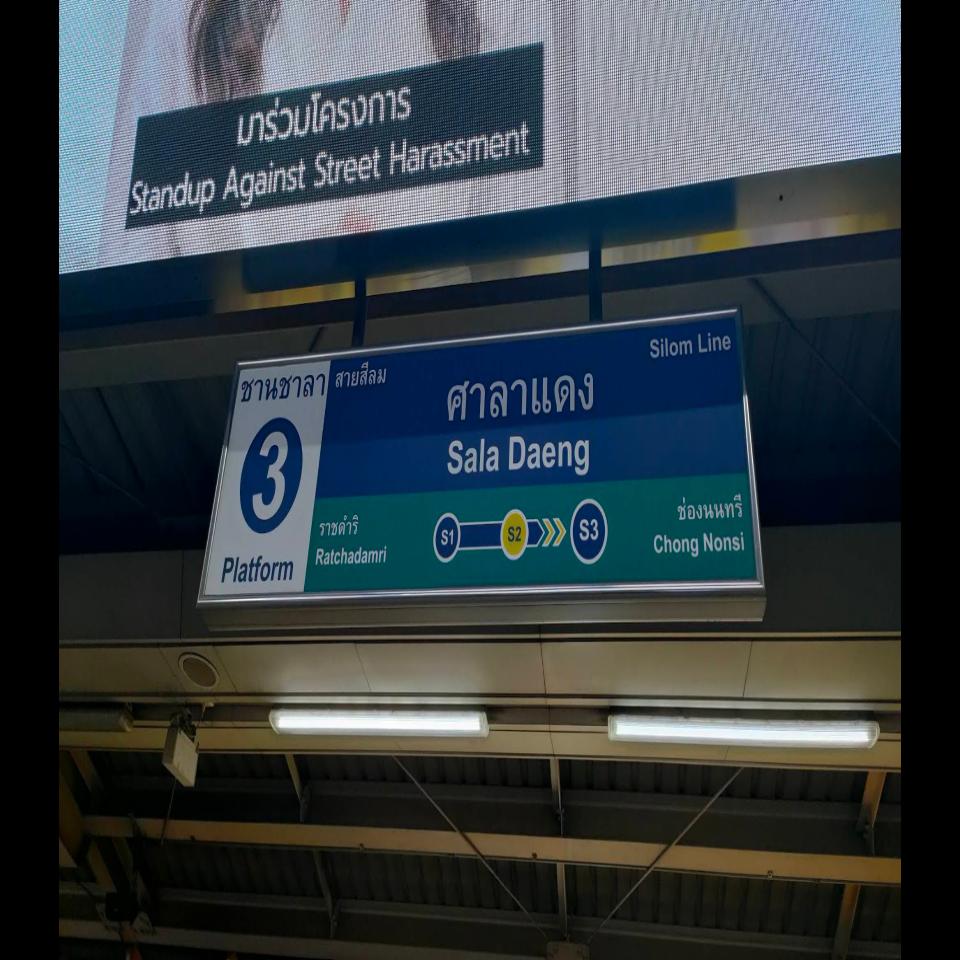 มาร่วมโครงการ
Standup Against Street Harassment
ชานชาลา
3
Platform
สายสีลม
Silom Line
ศาลาแดง
Sala Daeng
ราชดำริ
Ratchadamri
S1
S2
S3
ช่องนนทรี
Chong Nonsi